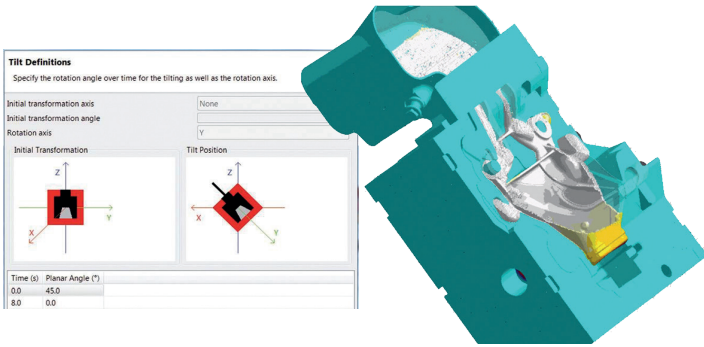 Tilt Definitions
Specify the rotation angle over time for the tilting as well as the rotation axis.
Initial transformation axis None
Initial transformation angle
Rotation axis Y
Initial Transformation Tilt Position
Z Z
Y
X
X Y
Time (s) Planar Angle (°)
0.0 45.0
8.0 0.0